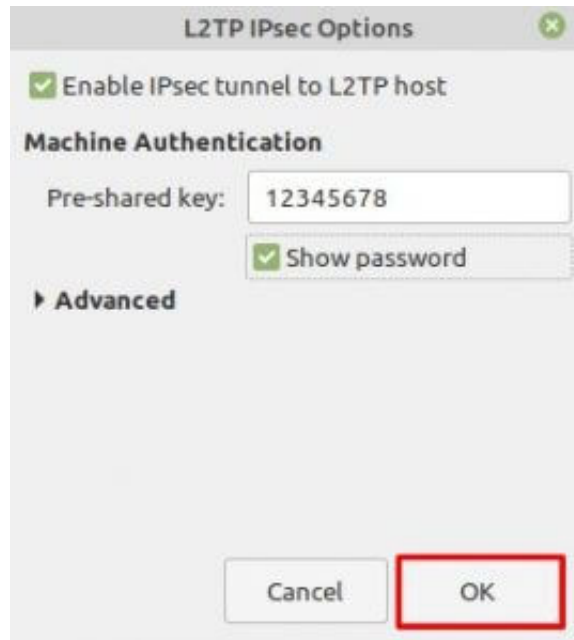 L2TP IPsec Options
Enable IPsec tunnel to L2TP host
Machine Authentication
Pre-shared key: 12345678
Show password
Advanced
Cancel OK